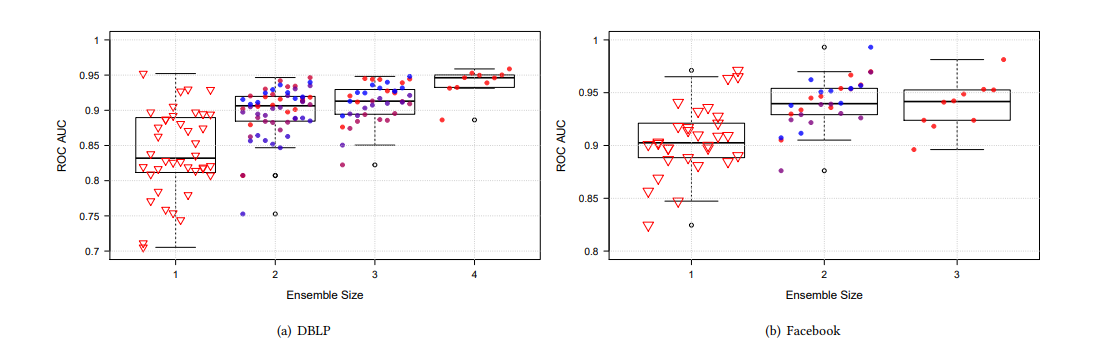 1
0.95
0.9
0.85
0.8
0.75
0.7
ROC AUC
1 2 3 4
Ensemble Size
(a) DBLP
1
0.95
0.9
0.85
0.8
ROC AUC
1 2 3
Ensemble Size
(b) Facebook